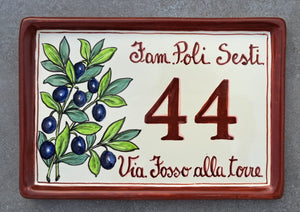 Fam. Poli Sesti
44
Via Fosso alla torre